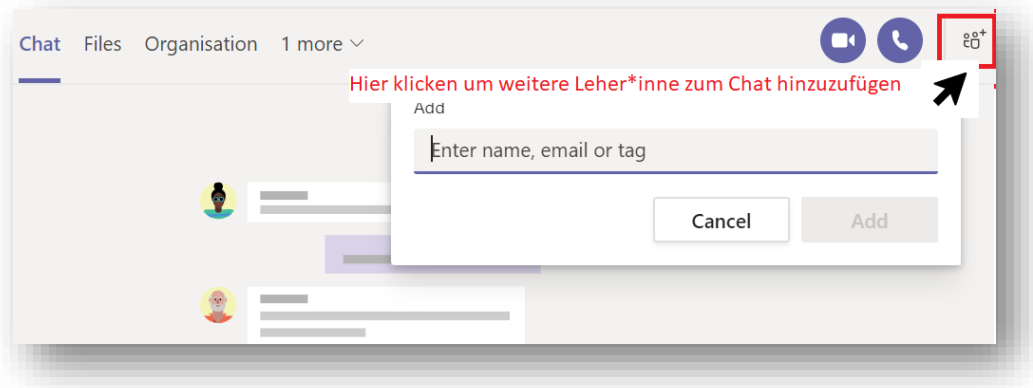 Chat Files Organisation 1 more
Hier klicken um weitere Leher*inne zum Chat hinzuzufügen
Add
Enter name, email or tag
Cancel Add